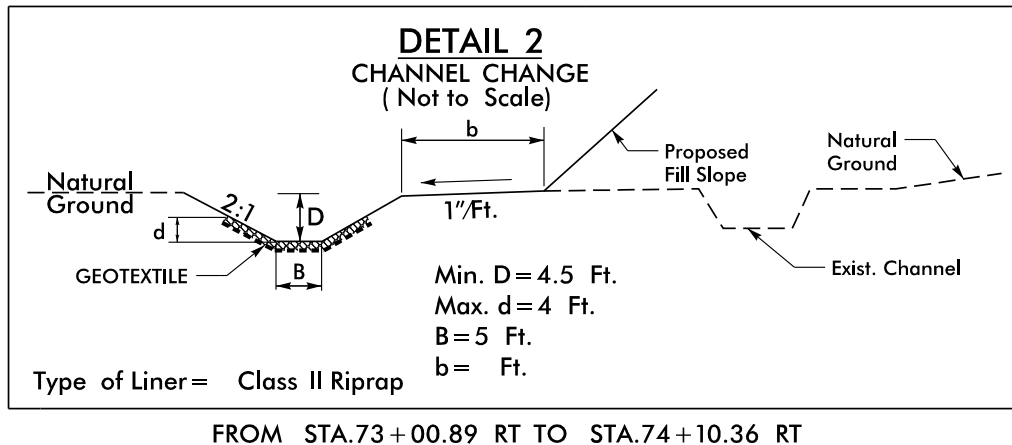 DETAIL 2
CHANNEL CHANGE
( Not to Scale)
b
Proposed
Fill Slope
Natural
Ground
Natural
Ground
2:1
D
1"/Ft.
d
GEOTEXTILE
B
Exist. Channel
Min. D = 4.5 Ft.
Max. d = 4 Ft.
B = 5 Ft.
b = Ft.
Type of Liner = Class II Riprap
FROM STA.73+00.89 RT TO STA.74+10.36 RT